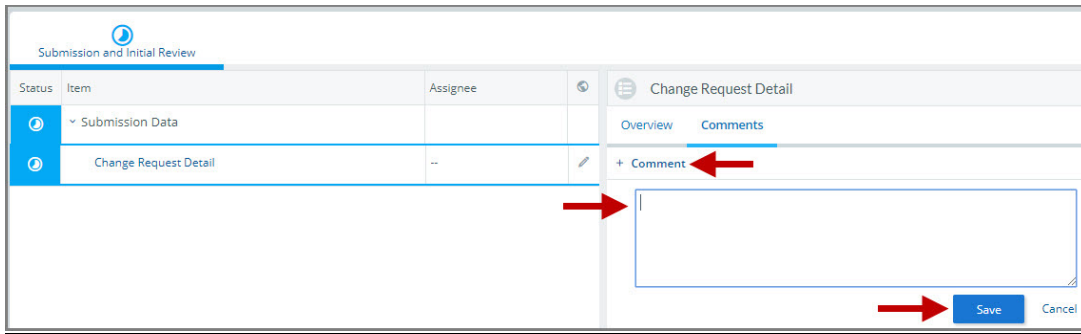 Submission and Initial Review
Status Item Assignee
Submission Data
Change Request Detail --
Change Request Detail
Overview Comments
+ Comment
Save Cancel